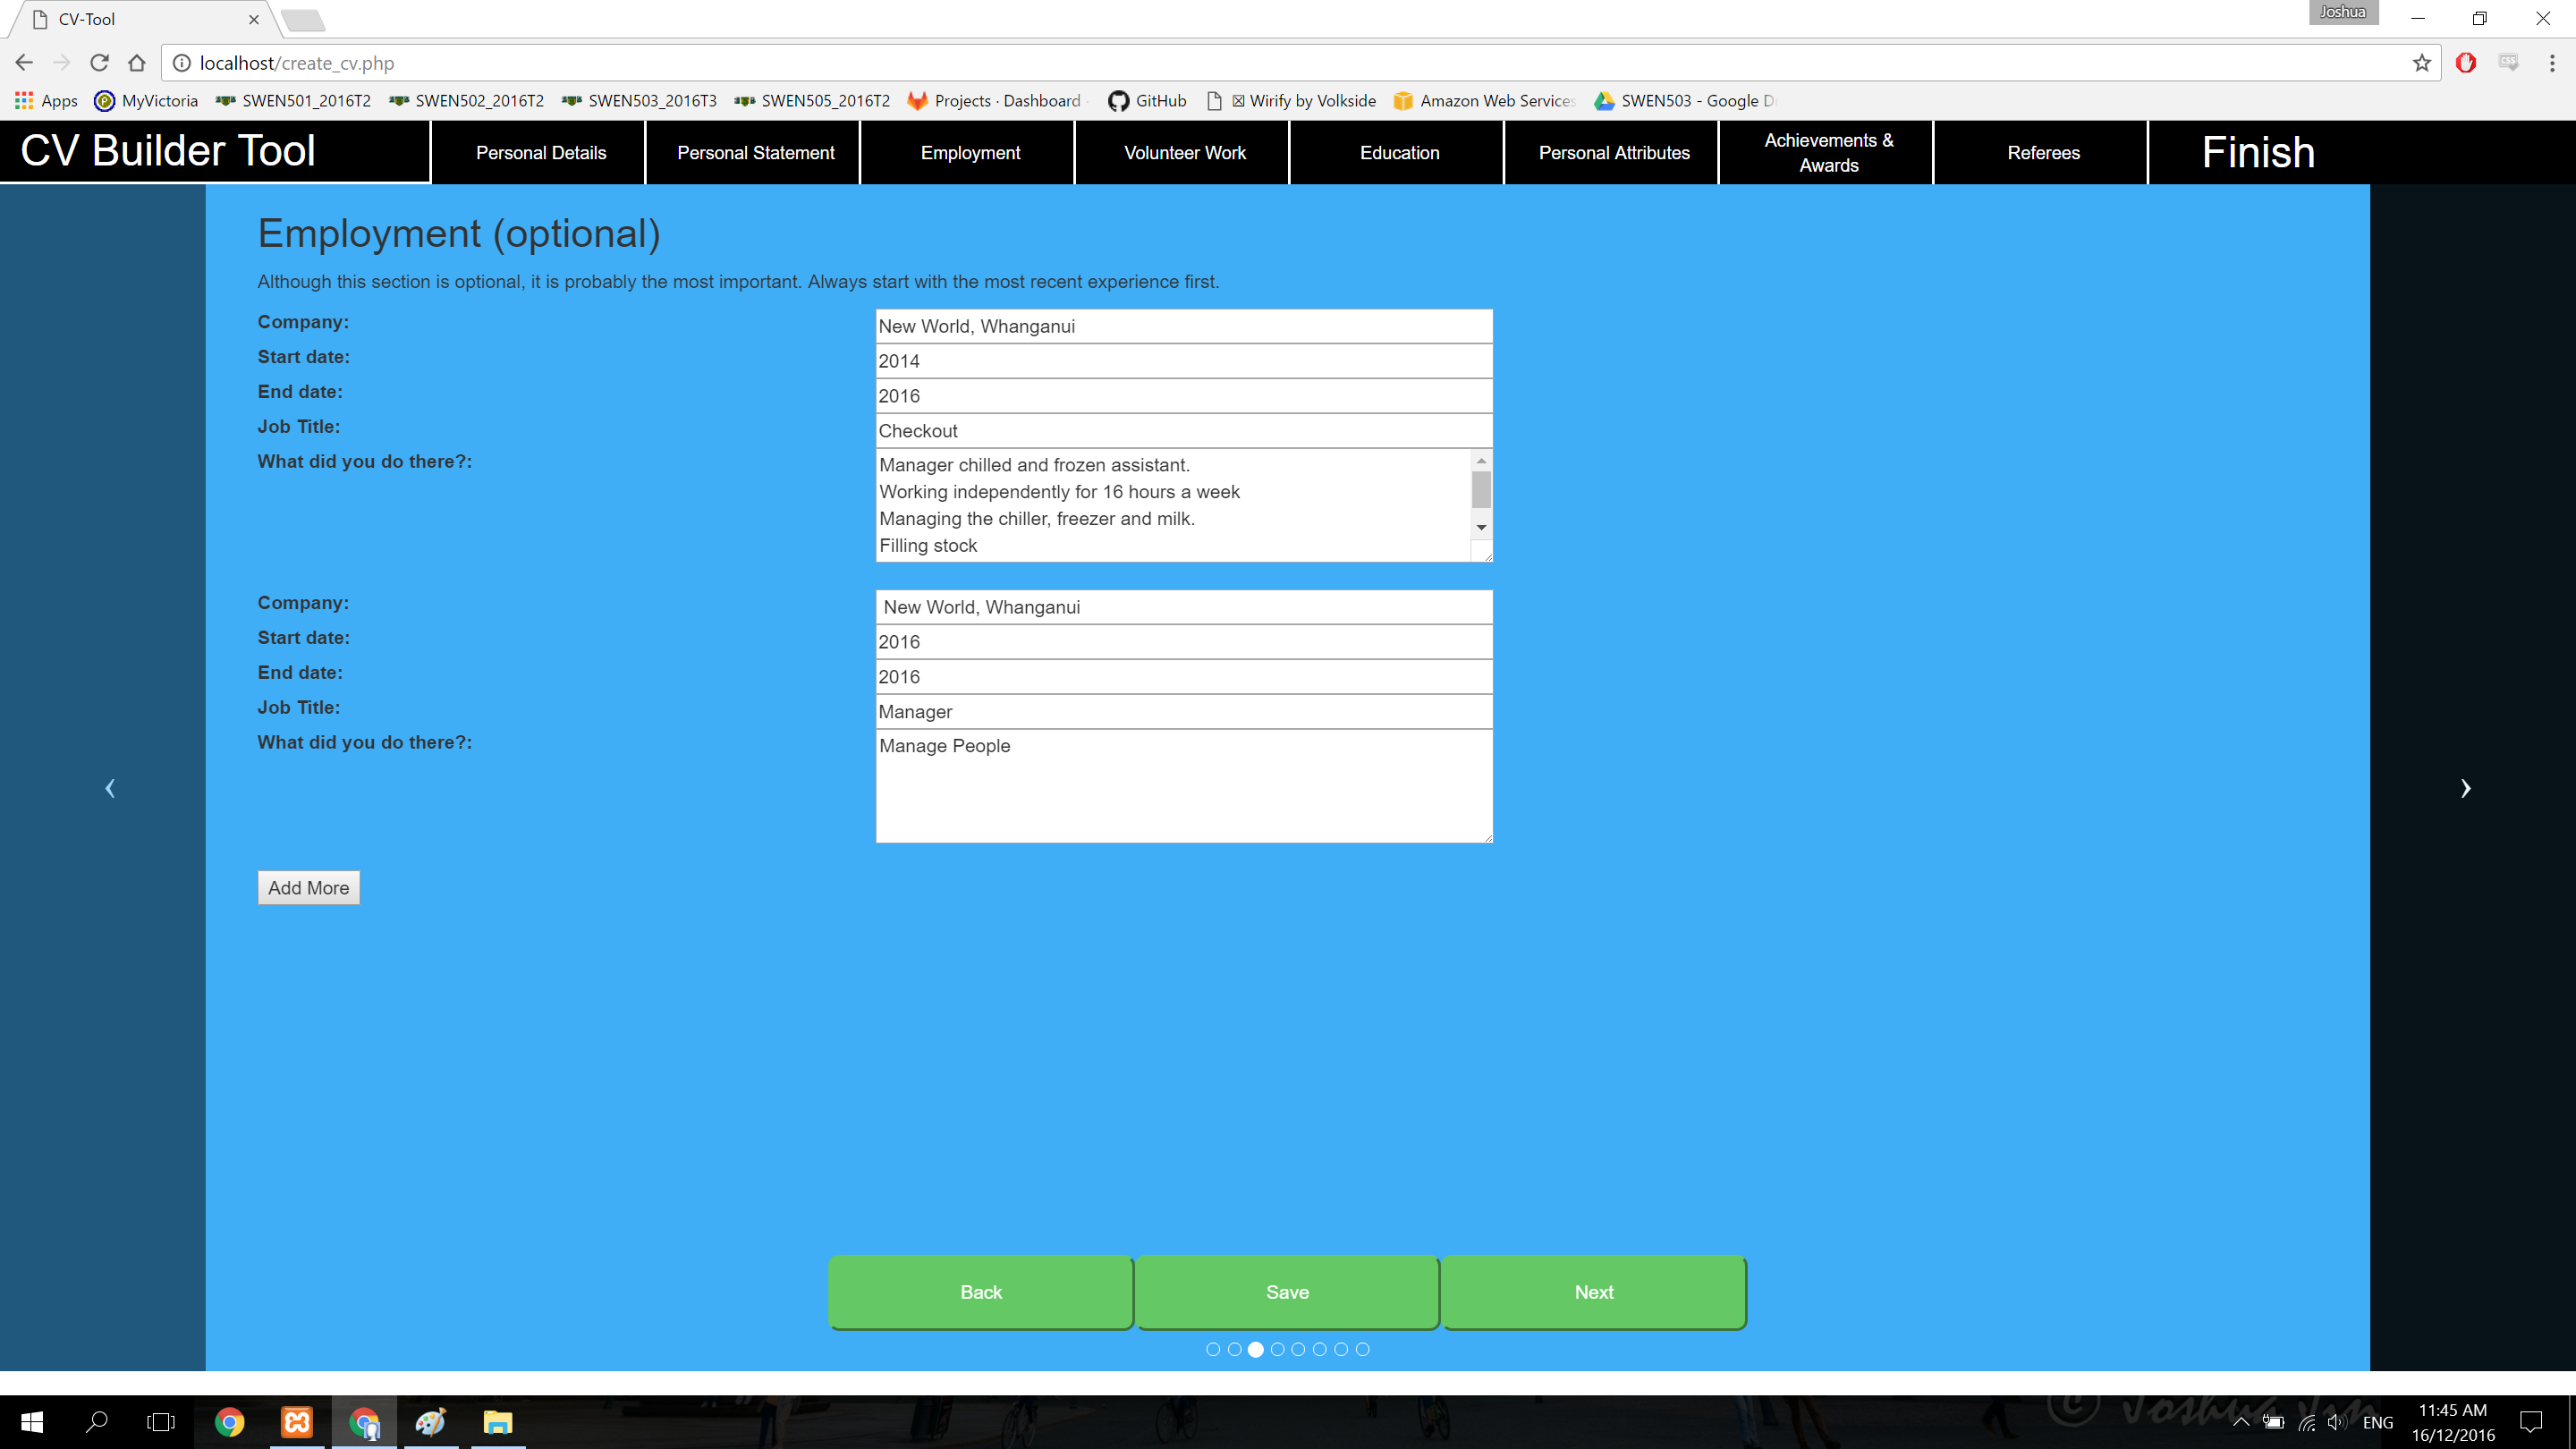 CV-Tool
Joshua
localhost/create_cv.php
Apps MyVictoria SWEN501_2016T2 SWEN502_2016T2 SWEN503_2016T3 SWEN505_2016T2 Projects · Dashboard GitHub Wirify by Volkside Amazon Web Services SWEN503 - Google D
CV Builder Tool
Personal Details
Personal Statement
Employment
Volunteer Work
Education
Personal Attributes
Achievements &
Awards
Referees
Finish
Employment (optional)
Although this section is optional, it is probably the most important. Always start with the most recent experience first.
Company: New World, Whanganui
Start date: 2014
End date: 2016
Job Title: Checkout
What did you do there?: Manager chilled and frozen assistant.
Working independently for 16 hours a week
Managing the chiller, freezer and milk.
Filling stock
Company: New World, Whanganui
Start date: 2016
End date: 2016
Job Title: Manager
What did you do there?: Manage People
Add More
Back Save Next
© Joshua Jin
ENG
11:45 AM
16/12/2016